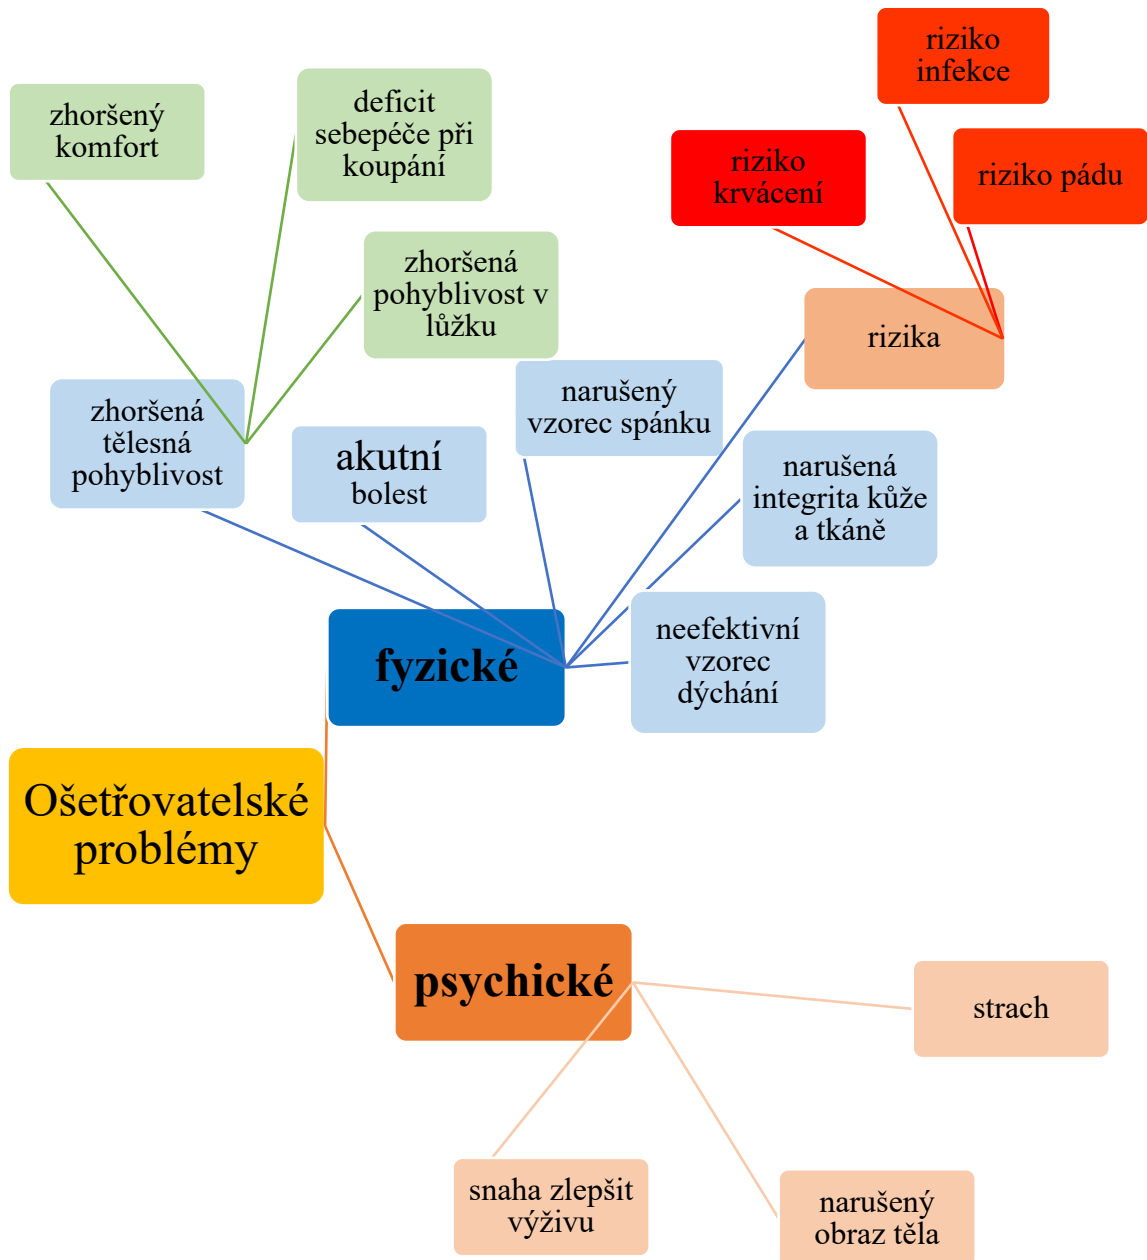 riziko
infekce
zhoršený
komfort
deficit
sebepéče při
koupání
riziko
krvácení
riziko pádu
zhoršená
pohyblivost v
lůžku
rizika
zhoršená
tělesná
pohyblivost
akutní
bolest
narušený
vzorec spánku
narušená
integrita kůže
a tkáně
fyzické
neefektivní
vzorec
dýchání
Ošetřovatelské
problémy
psychické
strach
snaha zlepšit
výživu
narušený
obraz těla